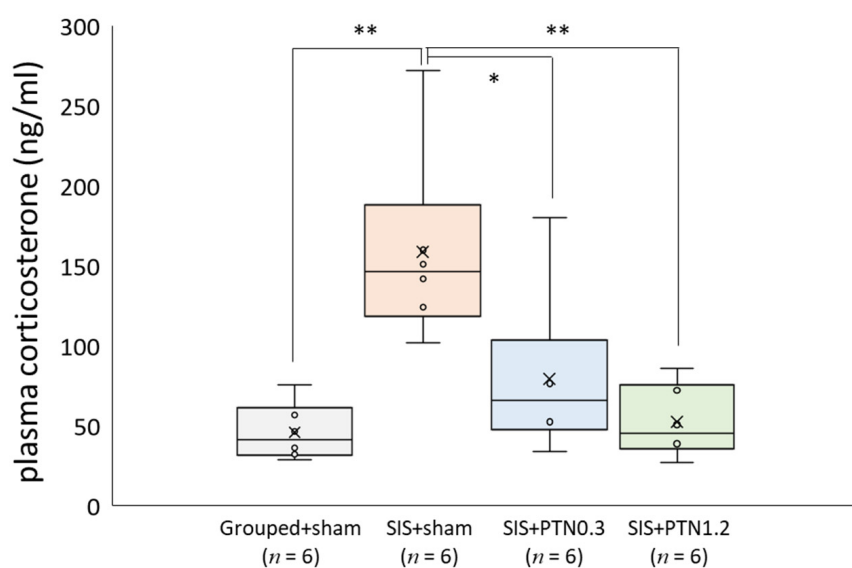 300
**
**
*
250
200
150
100
50
0
plasma corticosterone (ng/ml)
Grouped+sham
(n = 6)
SIS+sham
(n = 6)
SIS+PTN0.3
(n = 6)
SIS+PTN1.2
(n = 6)